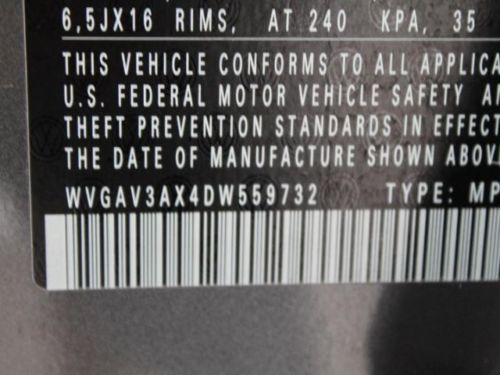 6,5JX16 RIMS, AT 240 KPA, 35
THIS VEHICLE CONFORMS TO ALL APPLICA
U.S. FEDERAL MOTOR VEHICLE SAFETY AN
THEFT PREVENTION STANDARDS IN EFFECT
THE DATE OF MANUFACTURE SHOWN ABOV
WVGAV3AX4DW559732 TYPE: MP